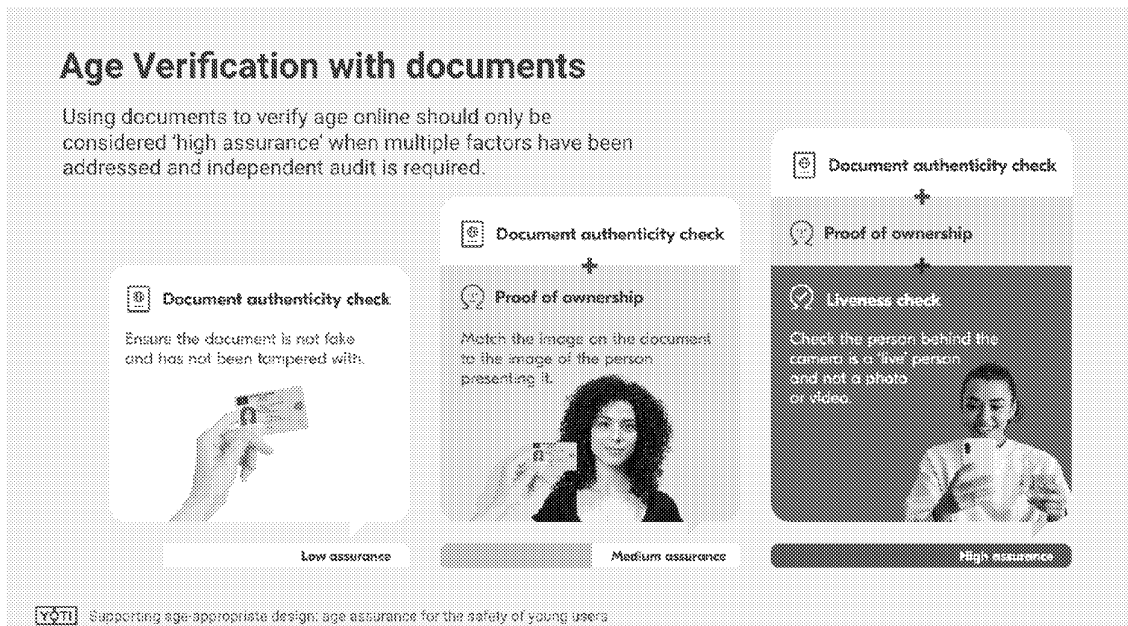 Age Verification with documents
Using documents to verify age online should only be
considered 'high assurance' when multiple factors have been
addressed and independent audit is required.
Document authenticity check
Ensure the document is not fake
and has not been tampered with.
Low assurance
Document authenticity check
+
Proof of ownership
Match the image on the document
to the image of the person
presenting it.
Medium assurance
Document authenticity check
+
Proof of ownership
+
Liveness check
Check the person behind the
camera is a 'live' person
and not a photo
or video
High assurance
YOTI Supporting age-appropriate design: age assurance for the safety of young users